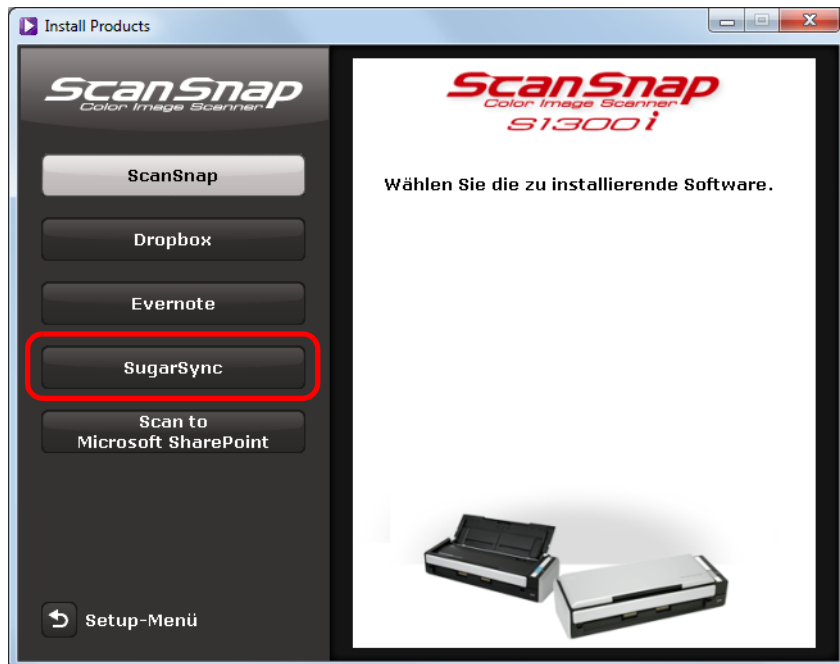 Install Products
ScanSnap
Color Image Scanner
ScanSnap
Dropbox
Evernote
SugarSync
Scan to
Microsoft SharePoint
Setup-Menü
ScanSnap
Color Image Scanner
S1300i
Wählen Sie die zu installierende Software.